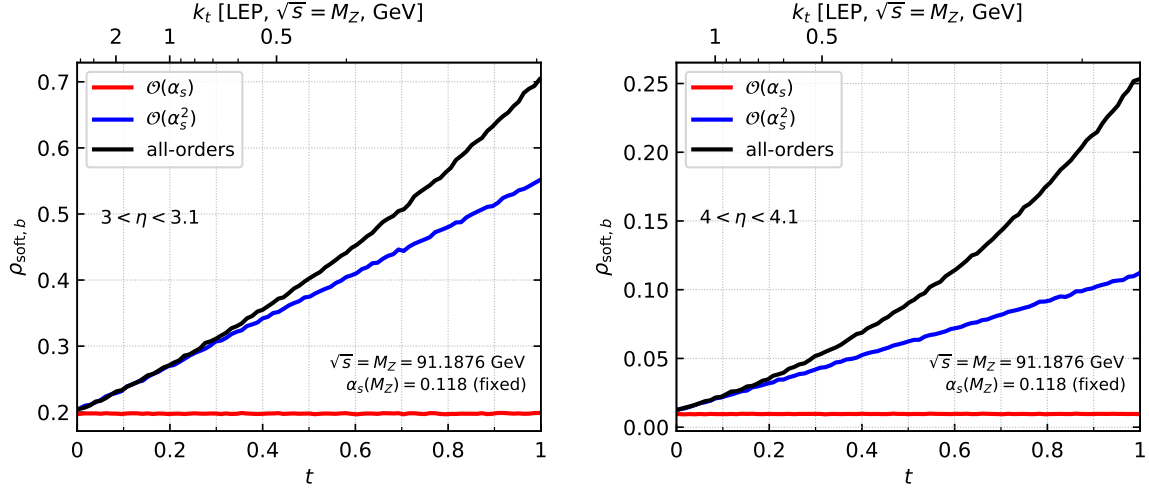 k_t [LEP, √s = M_Z, GeV]
2 1 0.5
0.7
0.6
0.5
0.4
0.3
0.2
ρ_soft, b
O(α_s)
O(α_s^2)
all-orders
3 < η < 3.1
√s = M_Z = 91.1876 GeV
α_s(M_Z) = 0.118 (fixed)
0 0.2 0.4 0.6 0.8 1
t
k_t [LEP, √s = M_Z, GeV]
1 0.5
0.25
0.20
0.15
0.10
0.05
0.00
ρ_soft, b
O(α_s)
O(α_s^2)
all-orders
4 < η < 4.1
√s = M_Z = 91.1876 GeV
α_s(M_Z) = 0.118 (fixed)
0 0.2 0.4 0.6 0.8 1
t